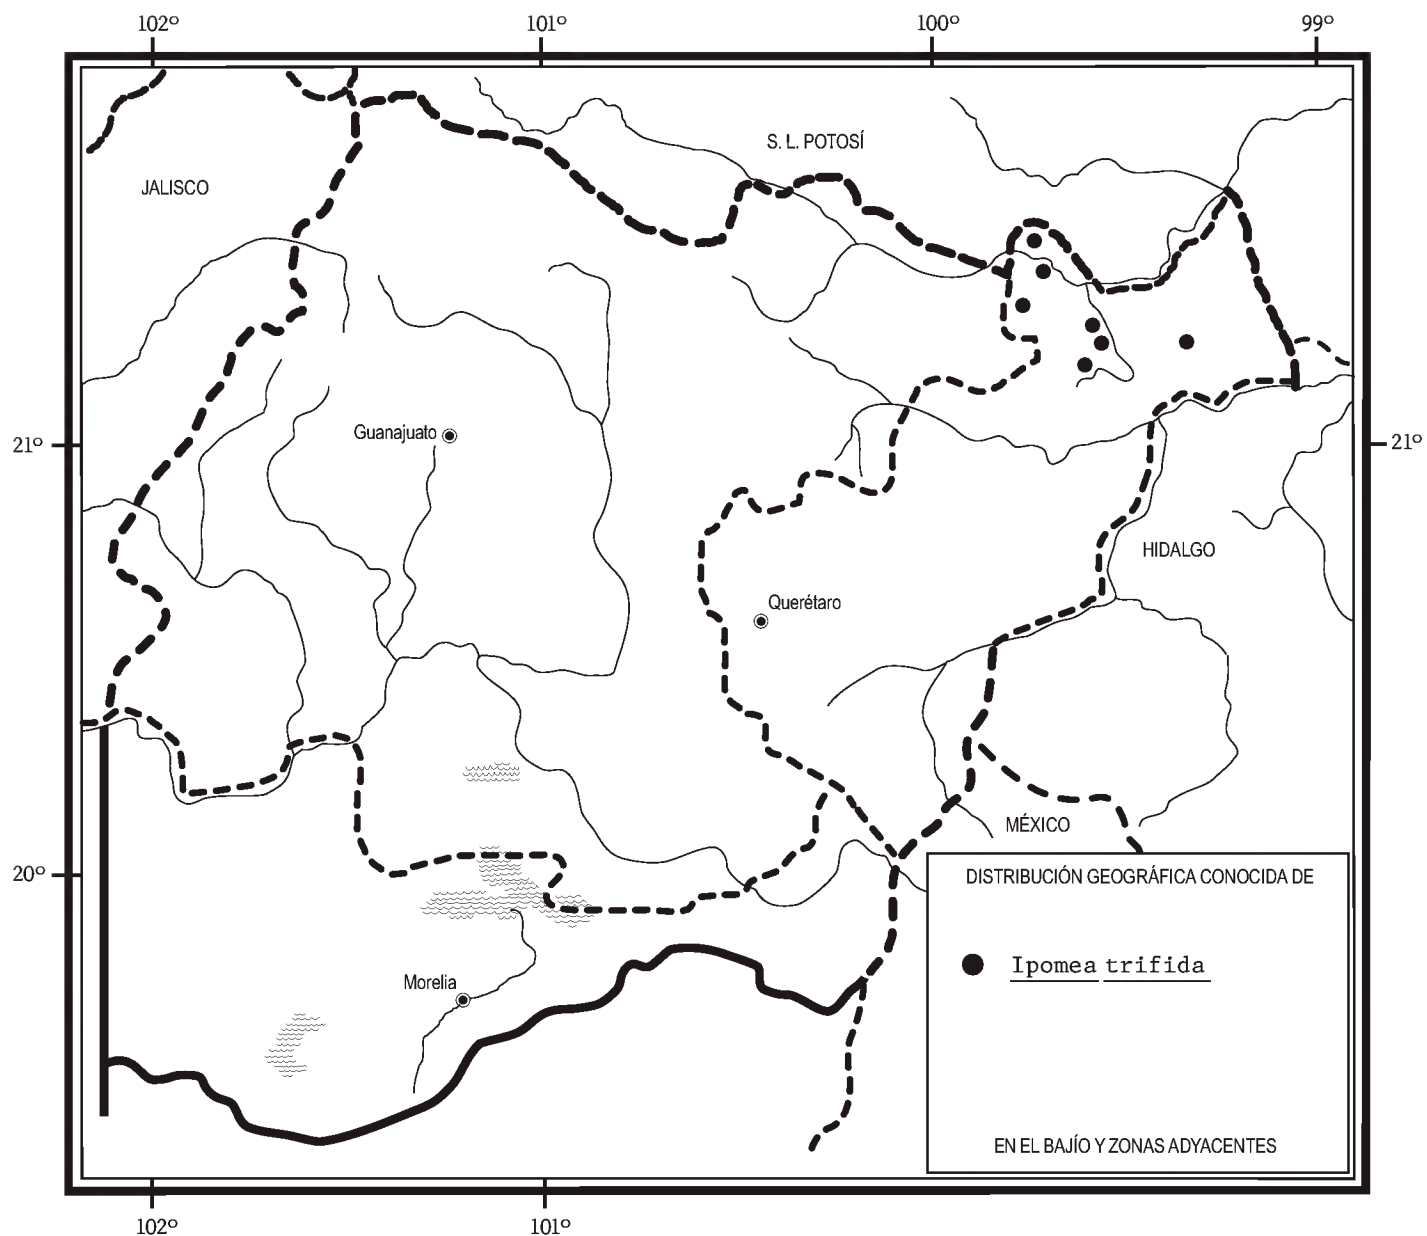 102º 101º 100º 99º
S. L. POTOSÍ
JALISCO
Guanajuato
21º
21º
HIDALGO
Querétaro
MÉXICO
20º
DISTRIBUCIÓN GEOGRÁFICA CONOCIDA DE
Ipomea trifida
Morelia
EN EL BAJÍO Y ZONAS ADYACENTES
102º 101º